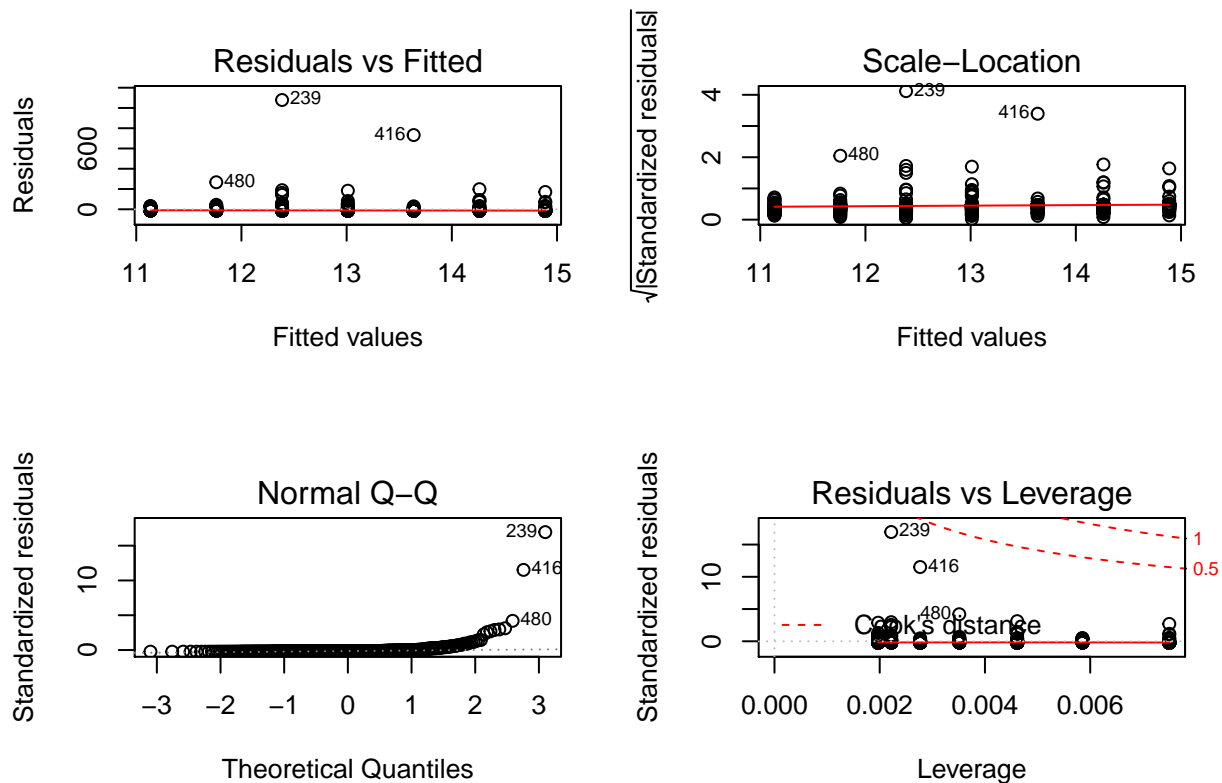 Residuals vs Fitted
Residuals
0 600
239
416
480
11 12 13 14 15
Fitted values
Scale−Location
√|Standardized residuals|
0 2 4
239
416
480
11 12 13 14 15
Fitted values
Normal Q−Q
Standardized residuals
0 10
239
416
480
−3 −2 −1 0 1 2 3
Theoretical Quantiles
Residuals vs Leverage
Standardized residuals
0 10
239
416
480
Cook's distance
1
0.5
0.000 0.002 0.004 0.006
Leverage